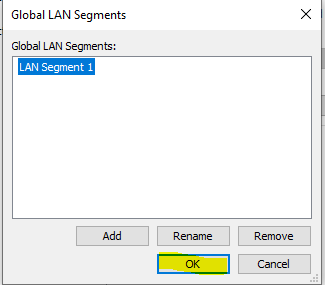 Global LAN Segments
Global LAN Segments:
LAN Segment 1
Add Rename Remove
OK Cancel